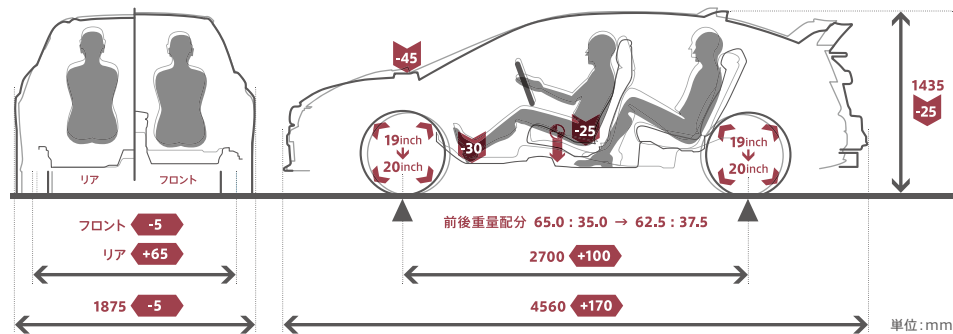 -45
1435
-25
19inch
20inch
-30
-25
19inch
20inch
リア
フロント
フロント -5
リア +65
前後重量配分 65.0 : 35.0 → 62.5 : 37.5
2700 +100
1875 -5
4560 +170
単位:mm